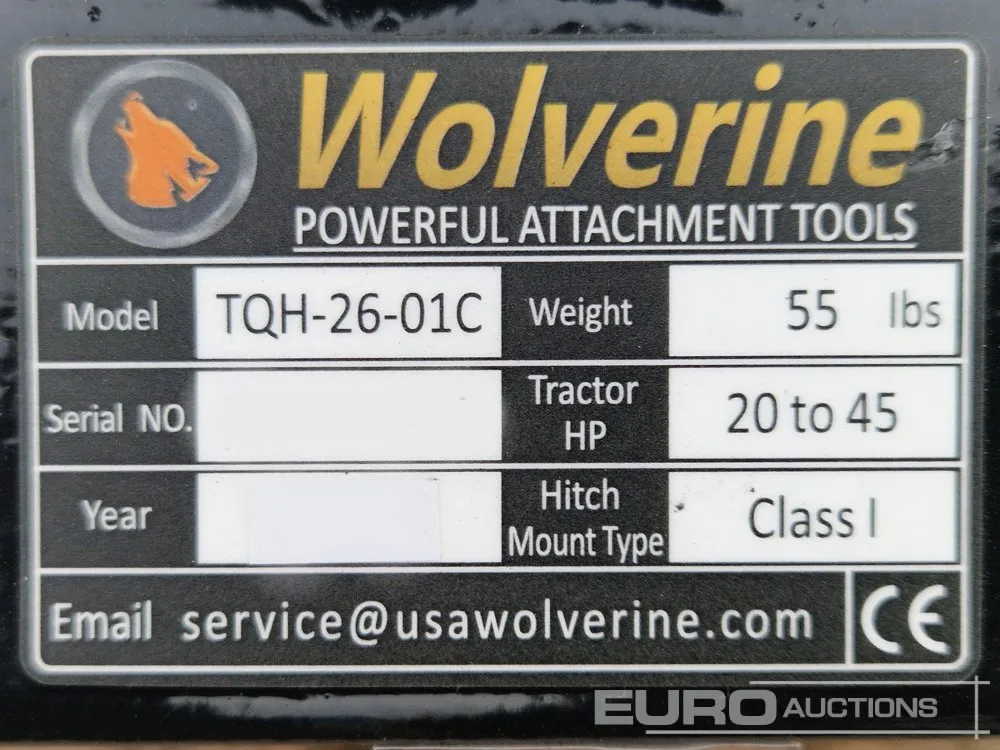 Wolverine
POWERFUL ATTACHMENT TOOLS
Model TQH-26-01C Weight 55 lbs
Serial NO. Tractor HP 20 to 45
Year Hitch Mount Type Class I
Email service@usawolverine.com CE
EURO AUCTIONS